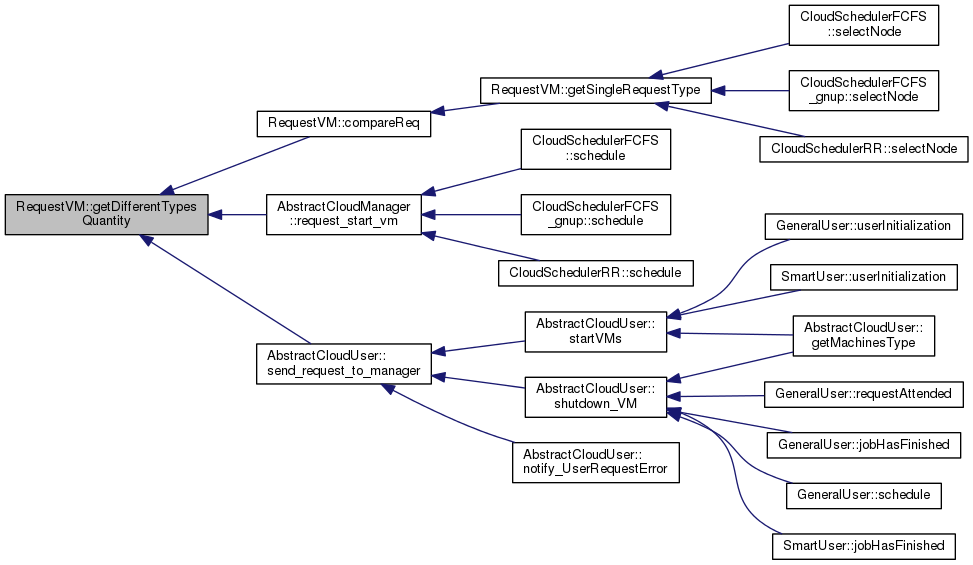 RequestVM::getDifferentTypes
Quantity
RequestVM::compareReq
RequestVM::getSingleRequestType
CloudSchedulerFCFS
::selectNode
CloudSchedulerFCFS
_gnup::selectNode
CloudSchedulerRR::selectNode
AbstractCloudManager
::request_start_vm
CloudSchedulerFCFS
::schedule
CloudSchedulerFCFS
_gnup::schedule
CloudSchedulerRR::schedule
AbstractCloudUser::
send_request_to_manager
AbstractCloudUser::
startVMs
GeneralUser::userInitialization
SmartUser::userInitialization
AbstractCloudUser::
getMachinesType
AbstractCloudUser::
shutdown_VM
GeneralUser::requestAttended
GeneralUser::jobHasFinished
GeneralUser::schedule
SmartUser::jobHasFinished
AbstractCloudUser::
notify_UserRequestError